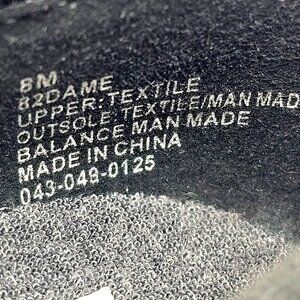 8M
82DAME
UPPER:TEXTILE
OUTSOLE:TEXTILE/MAN MAD
BALANCE MAN MADE
MADE IN CHINA
043-049-0125